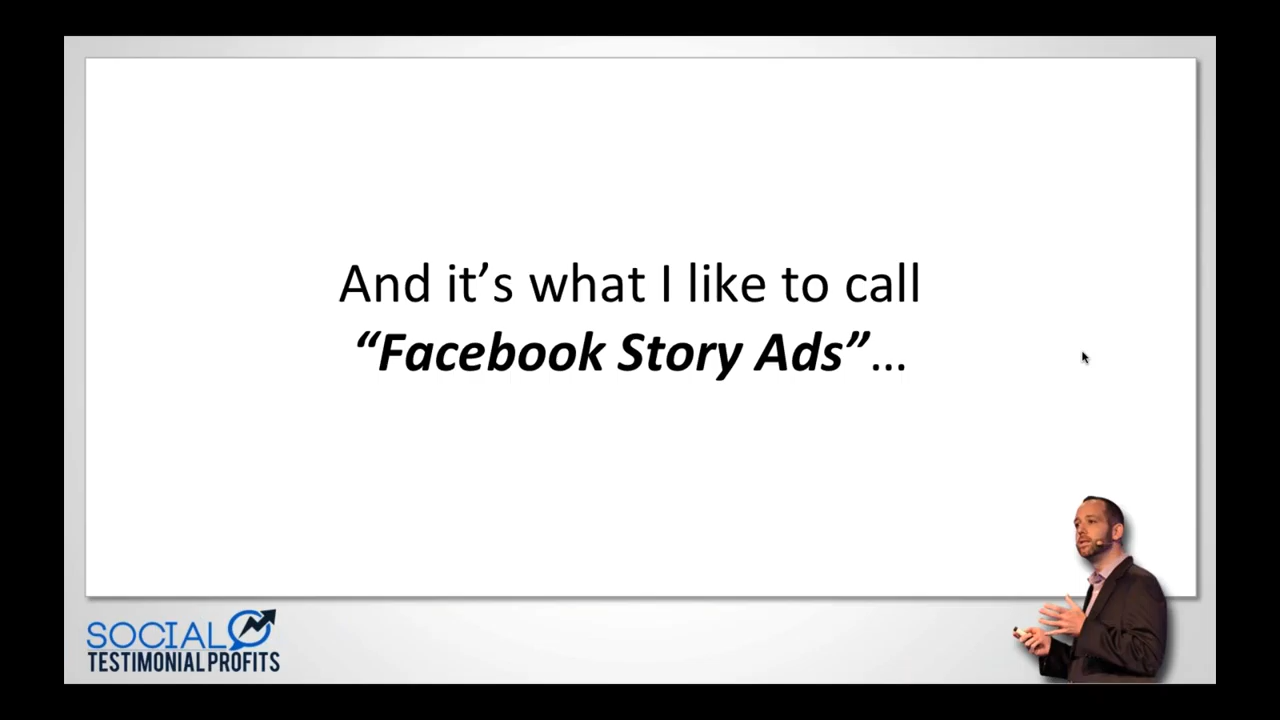 And it’s what I like to call
“Facebook Story Ads”...
SOCIAL
TESTIMONIAL PROFITS